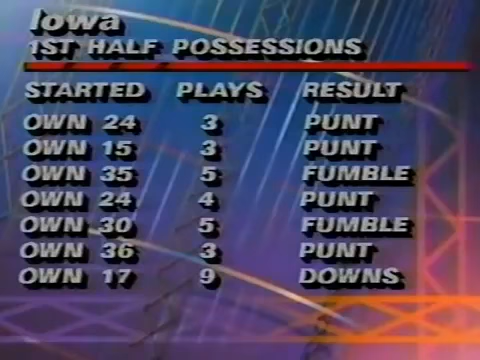 Iowa
1ST HALF POSSESSIONS
STARTED PLAYS RESULT
OWN 24 3 PUNT
OWN 15 3 PUNT
OWN 35 5 FUMBLE
OWN 24 4 PUNT
OWN 30 5 FUMBLE
OWN 36 3 PUNT
OWN 17 9 DOWNS